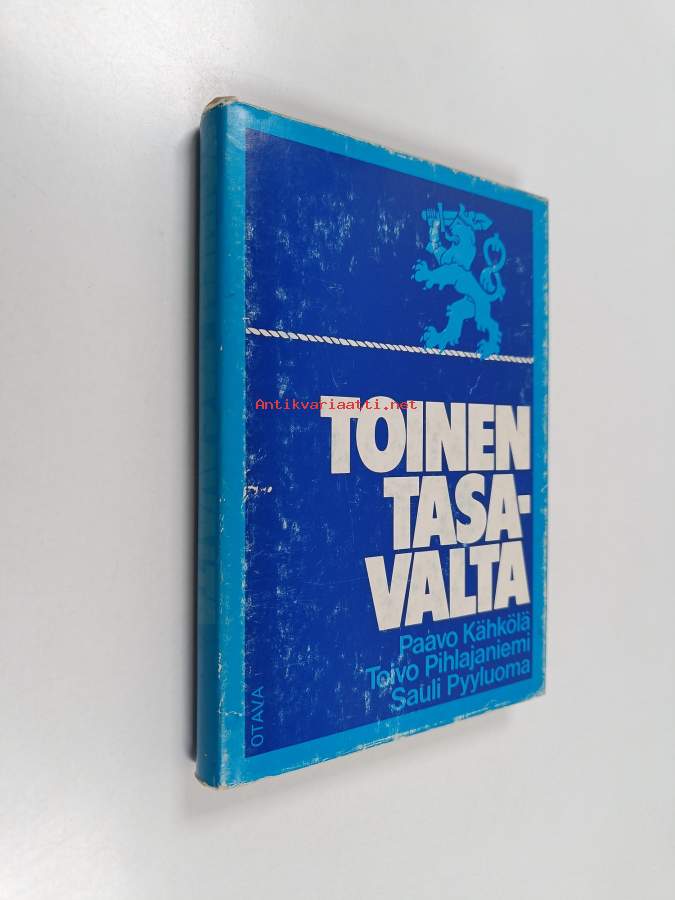 Antikvariaatti.net
TOINEN
TASA-
VALTA
Paavo Kähkölä
Toivo Pihlajaniemi
Sauli Pyyluoma
OTAVA